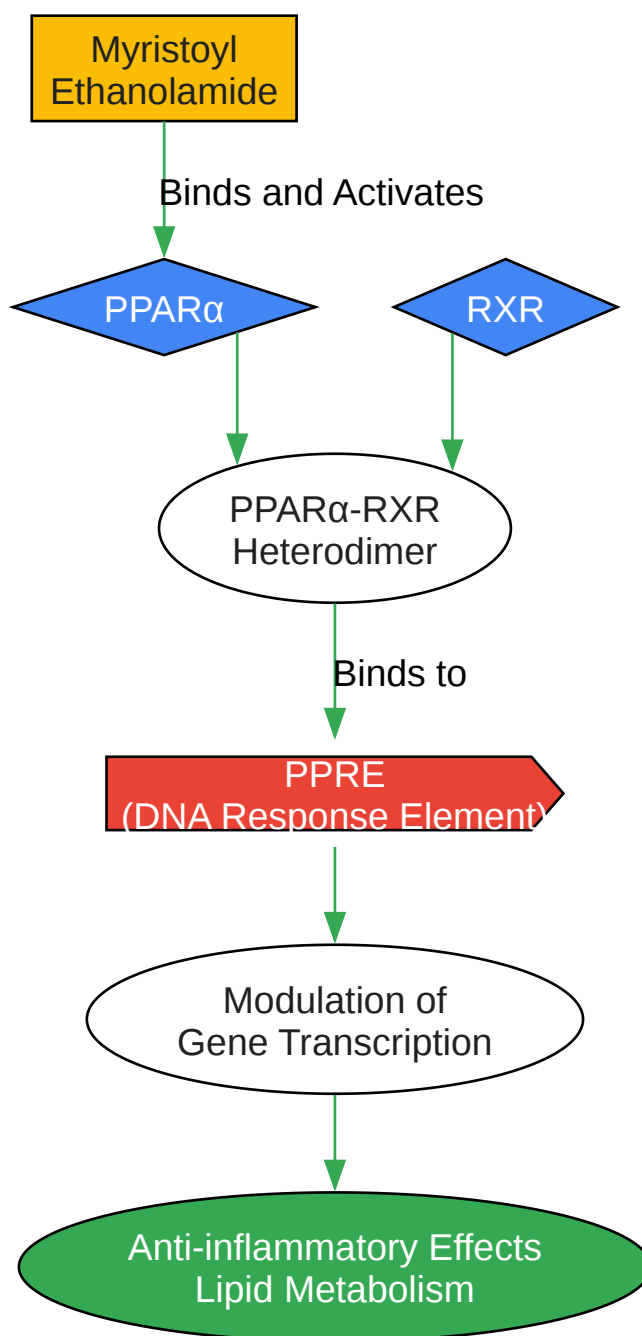 Myristoyl
Ethanolamide
Binds and Activates
PPARα
RXR
PPARα-RXR
Heterodimer
Binds to
PPRE
(DNA Response Element)
Modulation of
Gene Transcription
Anti-inflammatory Effects
Lipid Metabolism